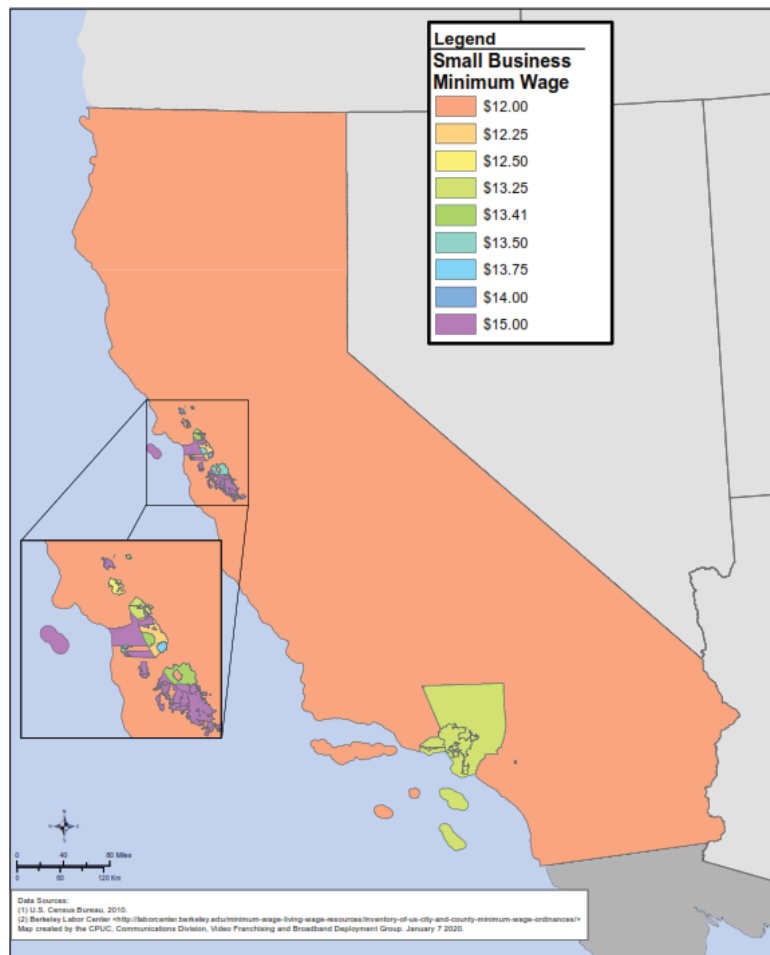 Legend
Small Business
Minimum Wage
$12.00
$12.25
$12.50
$13.25
$13.41
$13.50
$13.75
$14.00
$15.00
N
W E
S
0 40 80 Miles
0 60 120 Km
Data Sources:
(1) U.S. Census Bureau, 2010.
(2) Berkeley Labor Center <http://laborcenter.berkeley.edu/minimum-wage-living-wage-resources/inventory-of-us-city-and-county-minimum-wage-ordinances/>
Map created by the CPUC, Communications Division, Video Franchising and Broadband Deployment Group. January 7 2020.